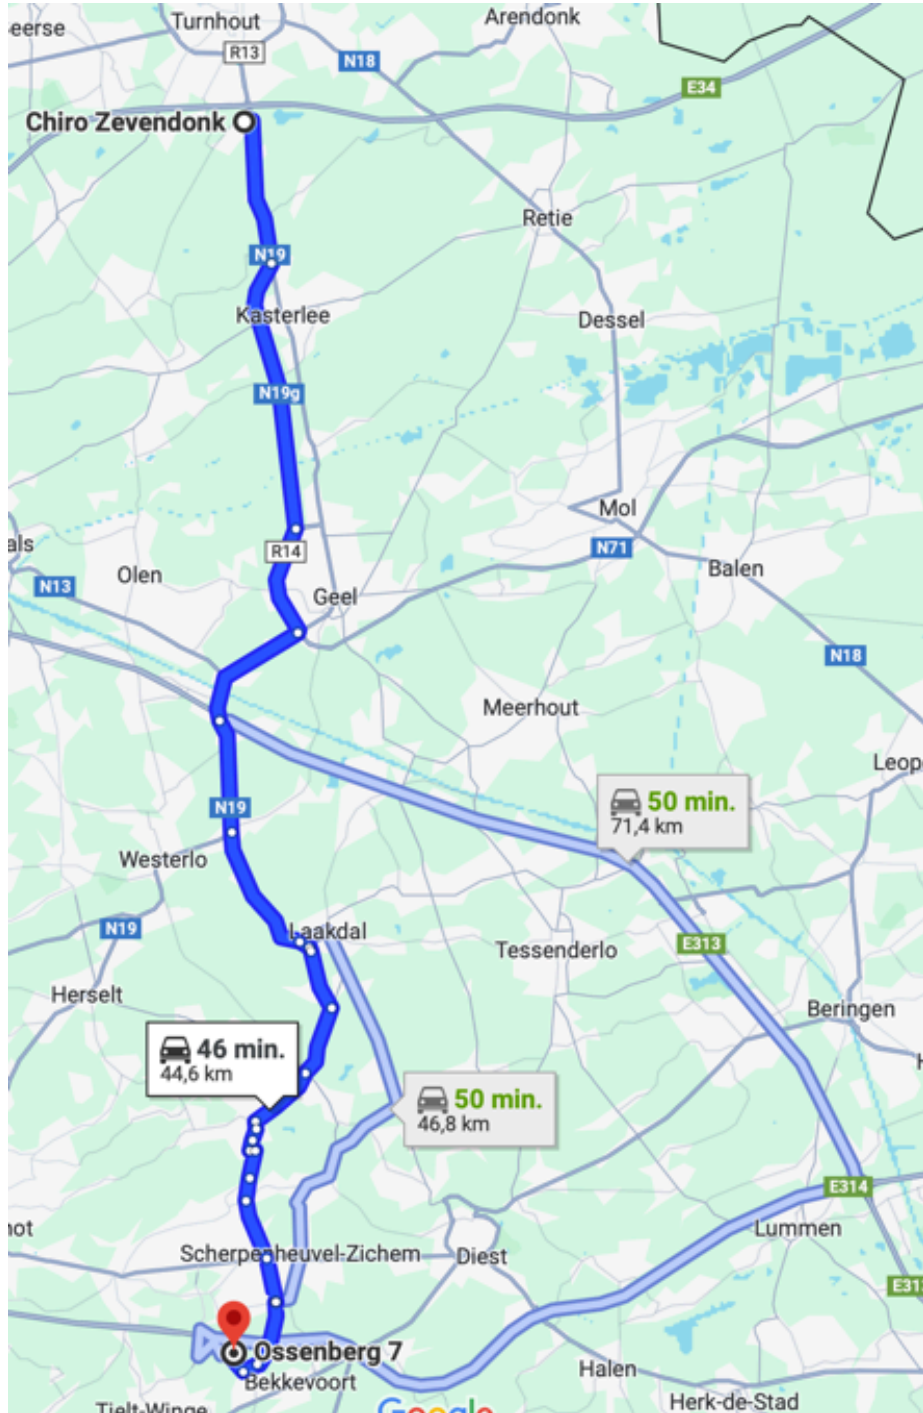 Arendonk
eerse
Turnhout
R13
N18
E34
Chiro Zevendonk
Retie
N19
Kasterlee
Dessel
N19g
Mol
als
R14
N71
Olen
Balen
N13
Geel
N18
Meerhout
Leop
50 min.
71,4 km
N19
Westerlo
N19
Laakdal
E313
Tessenderlo
Herselt
Beringen
46 min.
44,6 km
50 min.
46,8 km
E314
not
Lummen
Scherpenheuvel-Zichem
Diest
E313
Ossenberg 7
Halen
Bekkevoort
Herk-de-Stad
Tielt-Winge
Google